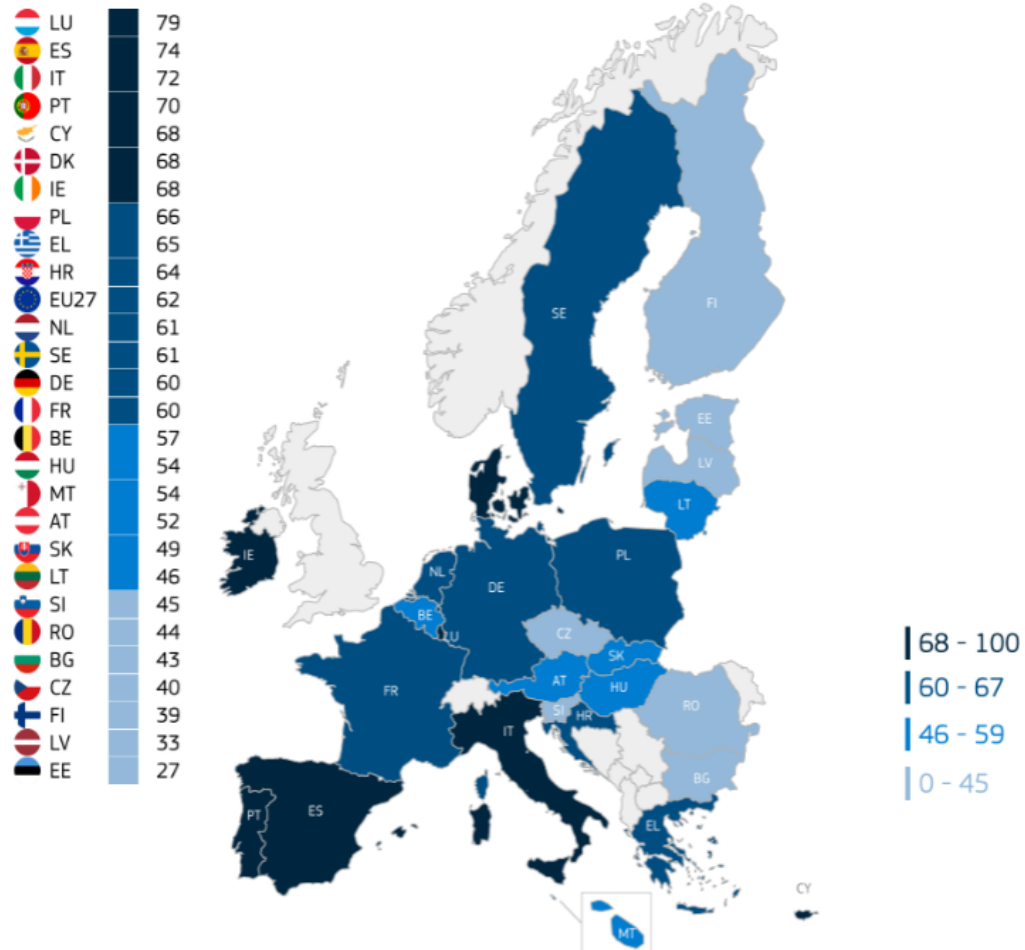 LU 79
ES 74
IT 72
PT 70
CY 68
DK 68
IE 68
PL 66
EL 65
HR 64
EU27 62
NL 61
SE 61
DE 60
FR 60
BE 57
HU 54
MT 54
AT 52
SK 49
LT 46
SI 45
RO 44
BG 43
CZ 40
FI 39
LV 33
EE 27
FI
SE
EE
LV
LT
IE
PL
NL
DE
BE
LU
CZ
SK
AT
HU
FR
SI
HR
RO
IT
BG
PT
ES
EL
CY
MT
68 - 100
60 - 67
46 - 59
0 - 45